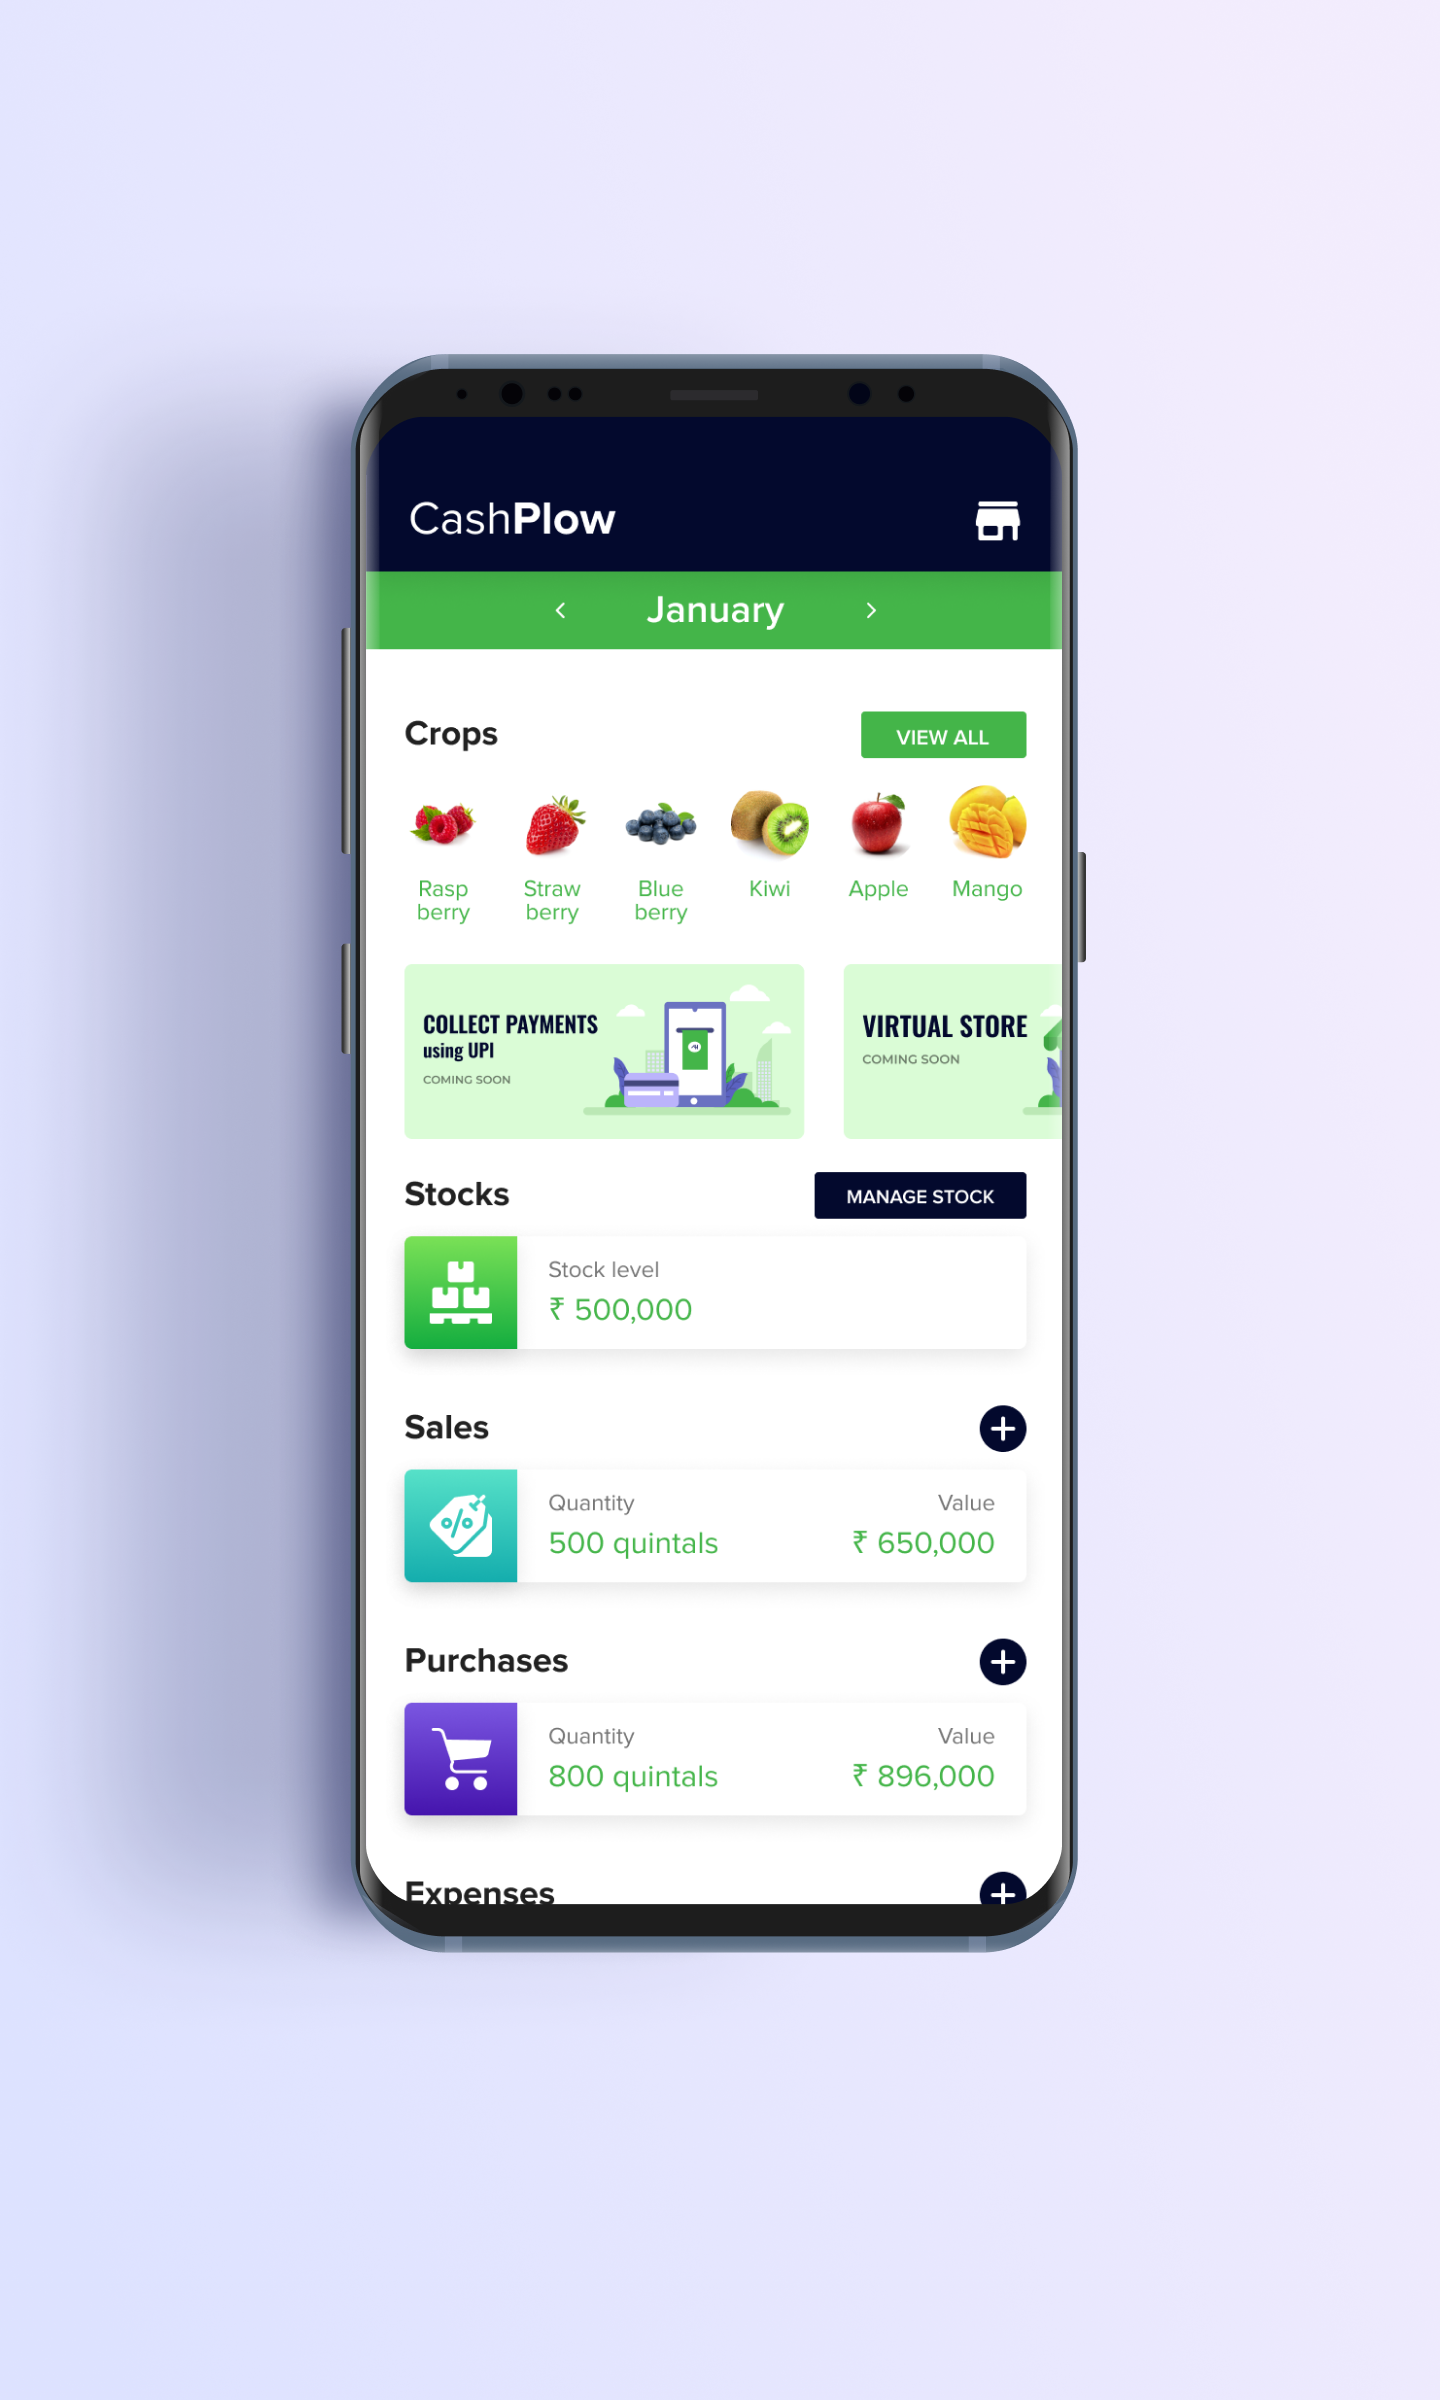 CashPlow
January
Crops
VIEW ALL
Rasp
berry
Straw
berry
Blue
berry
Kiwi
Apple
Mango
COLLECT PAYMENTS
using UPI
COMING SOON
VIRTUAL STORE
COMING SOON
Stocks
MANAGE STOCK
Stock level
₹ 500,000
Sales
Quantity
Value
500 quintals
₹ 650,000
Purchases
Quantity
Value
800 quintals
₹ 896,000
Expenses